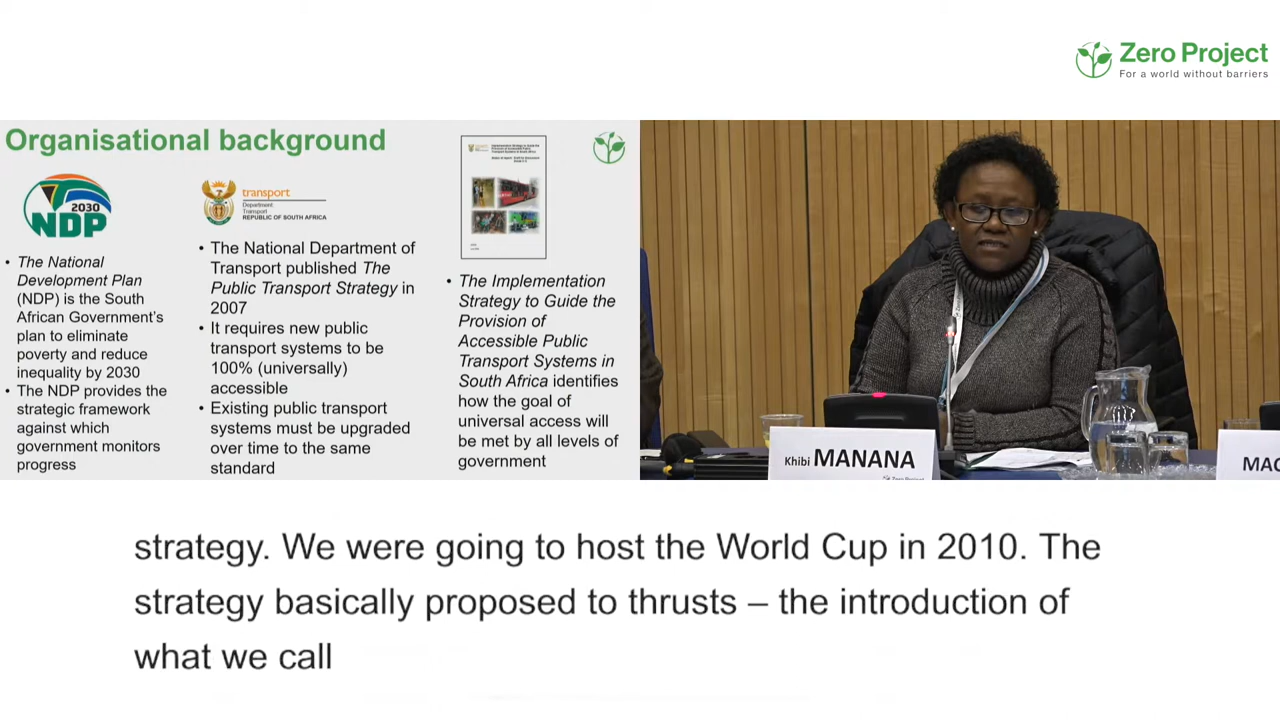 Zero Project
For a world without barriers
Organisational background
2030
NDP
• The National
Development Plan
(NDP) is the South
African Government's
plan to eliminate
poverty and reduce
inequality by 2030
• The NDP provides the
strategic framework
against which
government monitors
progress
transport
Department
Transport
REPUBLIC OF SOUTH AFRICA
• The National Department of
Transport published The
Public Transport Strategy in
2007
• It requires new public
transport systems to be
100% (universally)
accessible
• Existing public transport
systems must be upgraded
over time to the same
standard
• The Implementation
Strategy to Guide the
Provision of
Accessible Public
Transport Systems in
South Africa identifies
how the goal of
universal access will
be met by all levels of
government
Khibi MANANA
Zero Project
MAC
strategy. We were going to host the World Cup in 2010. The
strategy basically proposed to thrusts – the introduction of
what we call